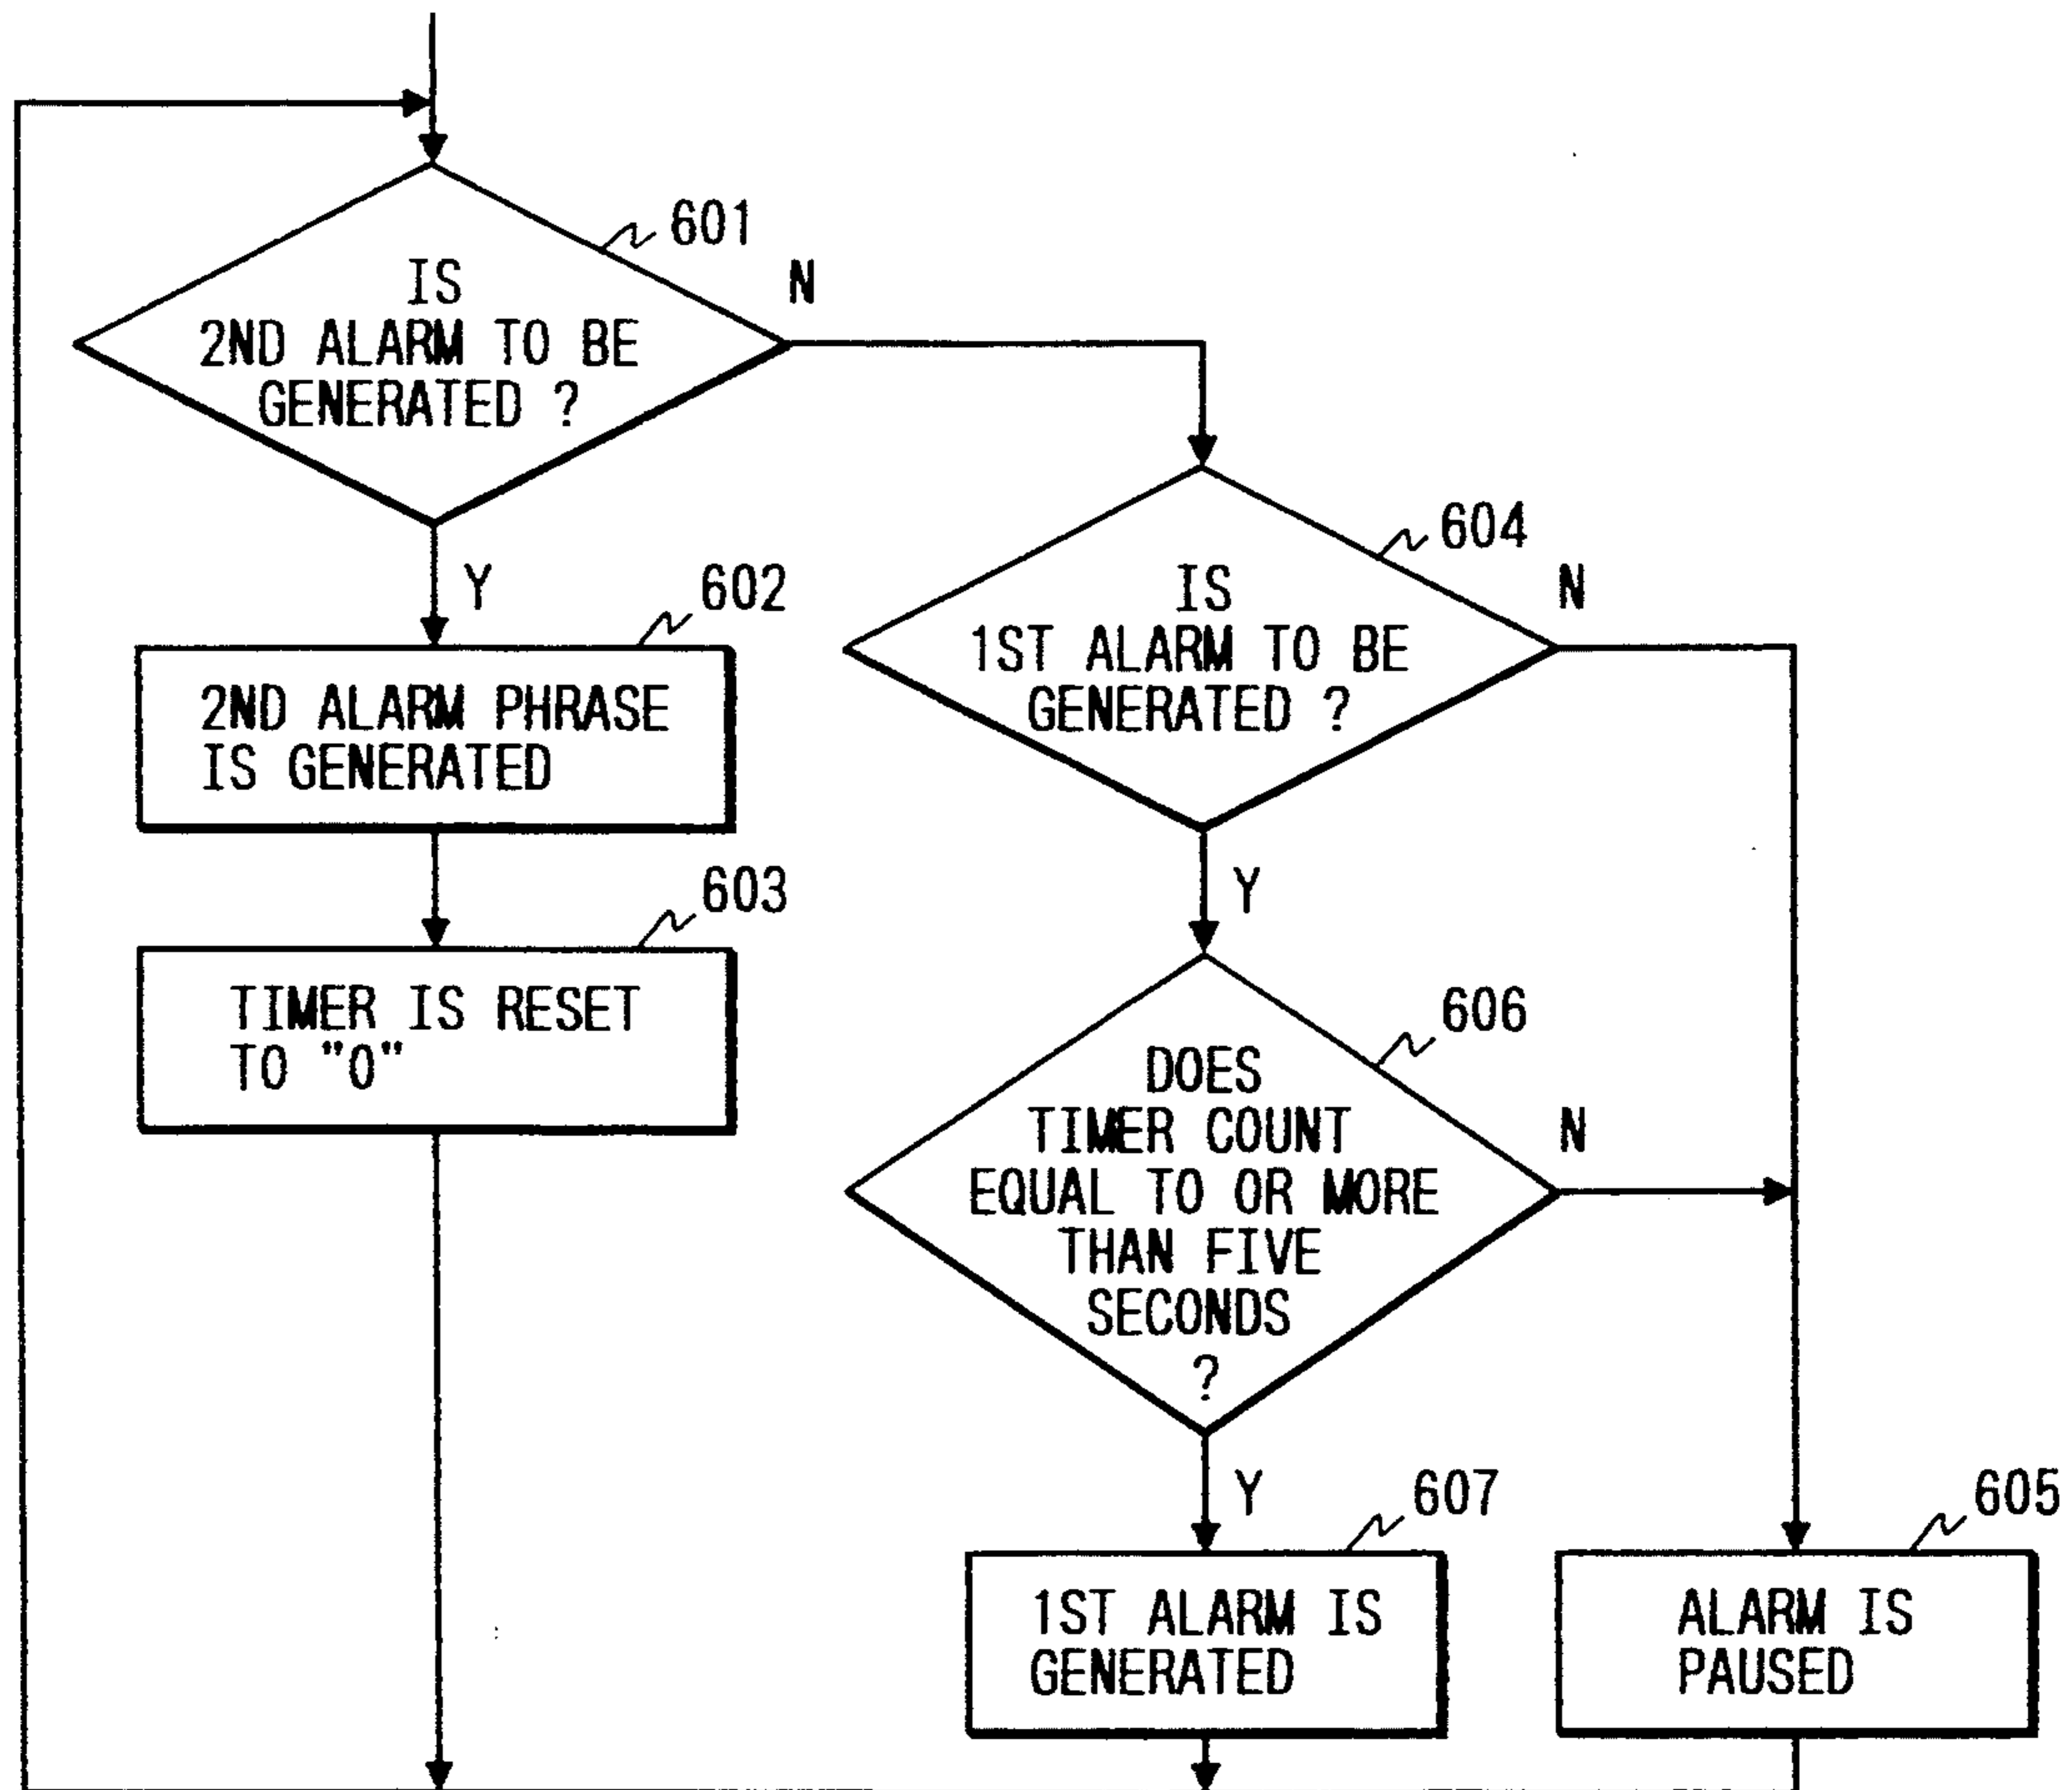 601
IS
2ND ALARM TO BE
GENERATED ?
N
Y
602
2ND ALARM PHRASE
IS GENERATED
603
TIMER IS RESET
TO "0"
604
IS
1ST ALARM TO BE
GENERATED ?
N
Y
606
DOES
TIMER COUNT
EQUAL TO OR MORE
THAN FIVE
SECONDS
?
N
Y
607
1ST ALARM IS
GENERATED
605
ALARM IS
PAUSED